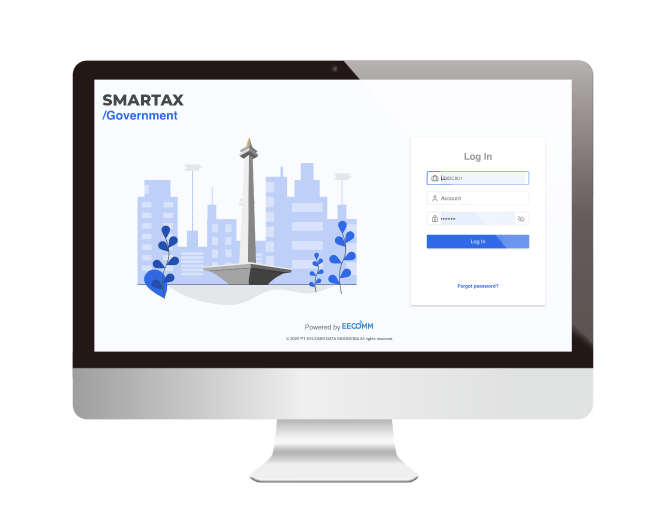 SMARTAX
/Government
Log In
Account
********
Log In
Forgot password?
Powered by EECOMM
© 2020 PT EECOMM DATA INDONESIA All rights reserved.